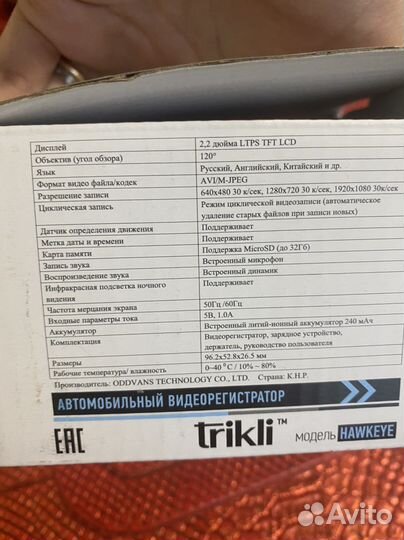 Дисплей 2,2 дюйма LTPS TFT LCD
Объектив (угол обзора) 120°
Язык Русский, Английский, Китайский и др.
Формат видео файла/кодек AVI/M-JPEG
Разрешение записи 640x480 30 к/сек, 1280x720 30 к/сек, 1920x1080 30к/сек
Циклическая запись Режим циклической видеозаписи (автоматическое
удаление старых файлов при записи новых)
Датчик определения движения Поддерживает
Метка даты и времени Поддерживает
Карта памяти Поддержка MicroSD (до 32Гб)
Запись звука Встроенный микрофон
Воспроизведение звука Встроенный динамик
Инфракрасная подсветка ночного
видения Поддерживает
Частота мерцания экрана 50Гц /60Гц
Входные параметры тока 5В, 1.0А
Аккумулятор Встроенный литий-ионный аккумулятор 240 мАч
Комплектация Видеорегистратор, зарядное устройство,
держатель, руководство пользователя
Размеры 96.2x52.8x26.5 мм
Рабочие температура/ влажность 0~40 °C / 10% ~ 80%
Производитель: ODDVANS TECHNOLOGY CO., LTD. Страна: К.Н.Р.
АВТОМОБИЛЬНЫЙ ВИДЕОРЕГИСТРАТОР
EAC trikli™ МОДЕЛЬ HAWKEYE
Avito